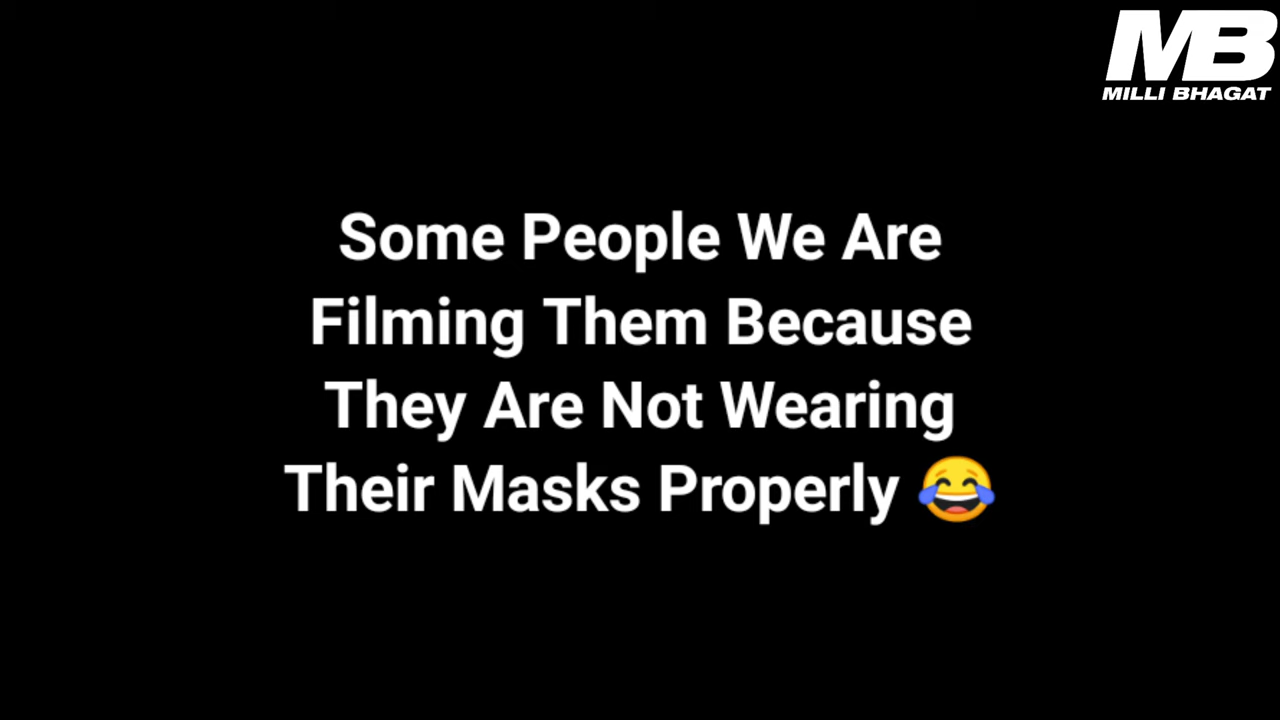 MB
MILLI BHAGAT
Some People We Are
Filming Them Because
They Are Not Wearing
Their Masks Properly 😂